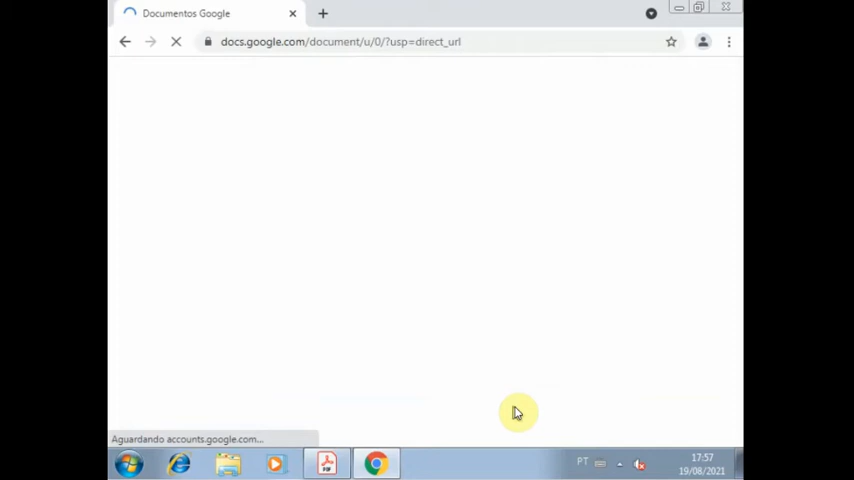 Documentos Google
docs.google.com/document/u/0/?usp=direct_url
Aguardando accounts.google.com...
PDF
PT
17:57
19/08/2021